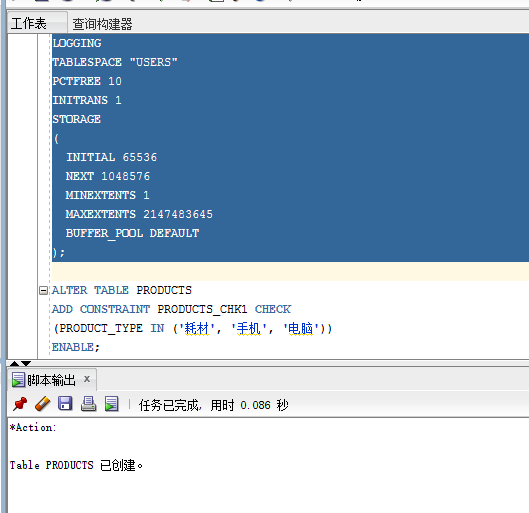 工作表 查询构建器
LOGGING
TABLESPACE "USERS"
PCTFREE 10
INITRANS 1
STORAGE
(
INITIAL 65536
NEXT 1048576
MINEXTENTS 1
MAXEXTENTS 2147483645
BUFFER_POOL DEFAULT
);
ALTER TABLE PRODUCTS
ADD CONSTRAINT PRODUCTS_CHK1 CHECK
(PRODUCT_TYPE IN ('耗材', '手机', '电脑'))
ENABLE;
脚本输出 x
任务已完成, 用时 0.086 秒
*Action:
Table PRODUCTS 已创建。